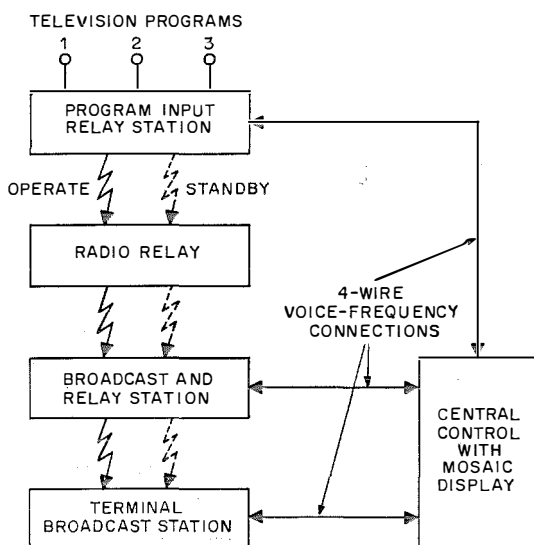 TELEVISION PROGRAMS
1 2 3
PROGRAM INPUT
RELAY STATION
OPERATE
STANDBY
RADIO RELAY
4-WIRE
VOICE-FREQUENCY
CONNECTIONS
BROADCAST AND
RELAY STATION
CENTRAL
CONTROL
WITH
MOSAIC
DISPLAY
TERMINAL
BROADCAST STATION